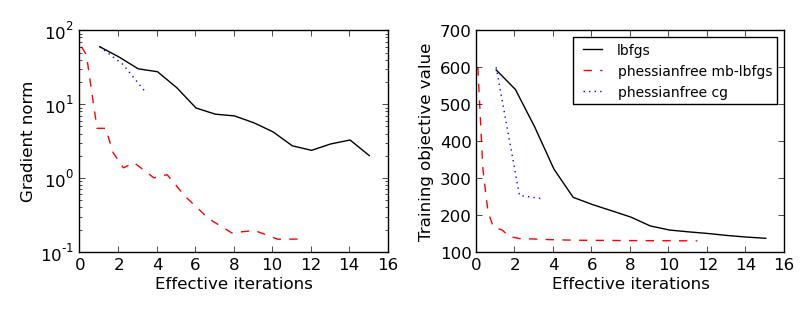 10^2
10^1
10^0
10^-1
Gradient norm
0 2 4 6 8 10 12 14 16
Effective iterations
700
600
500
400
300
200
100
Training objective value
lbfgs
phessianfree mb-lbfgs
phessianfree cg
0 2 4 6 8 10 12 14 16
Effective iterations